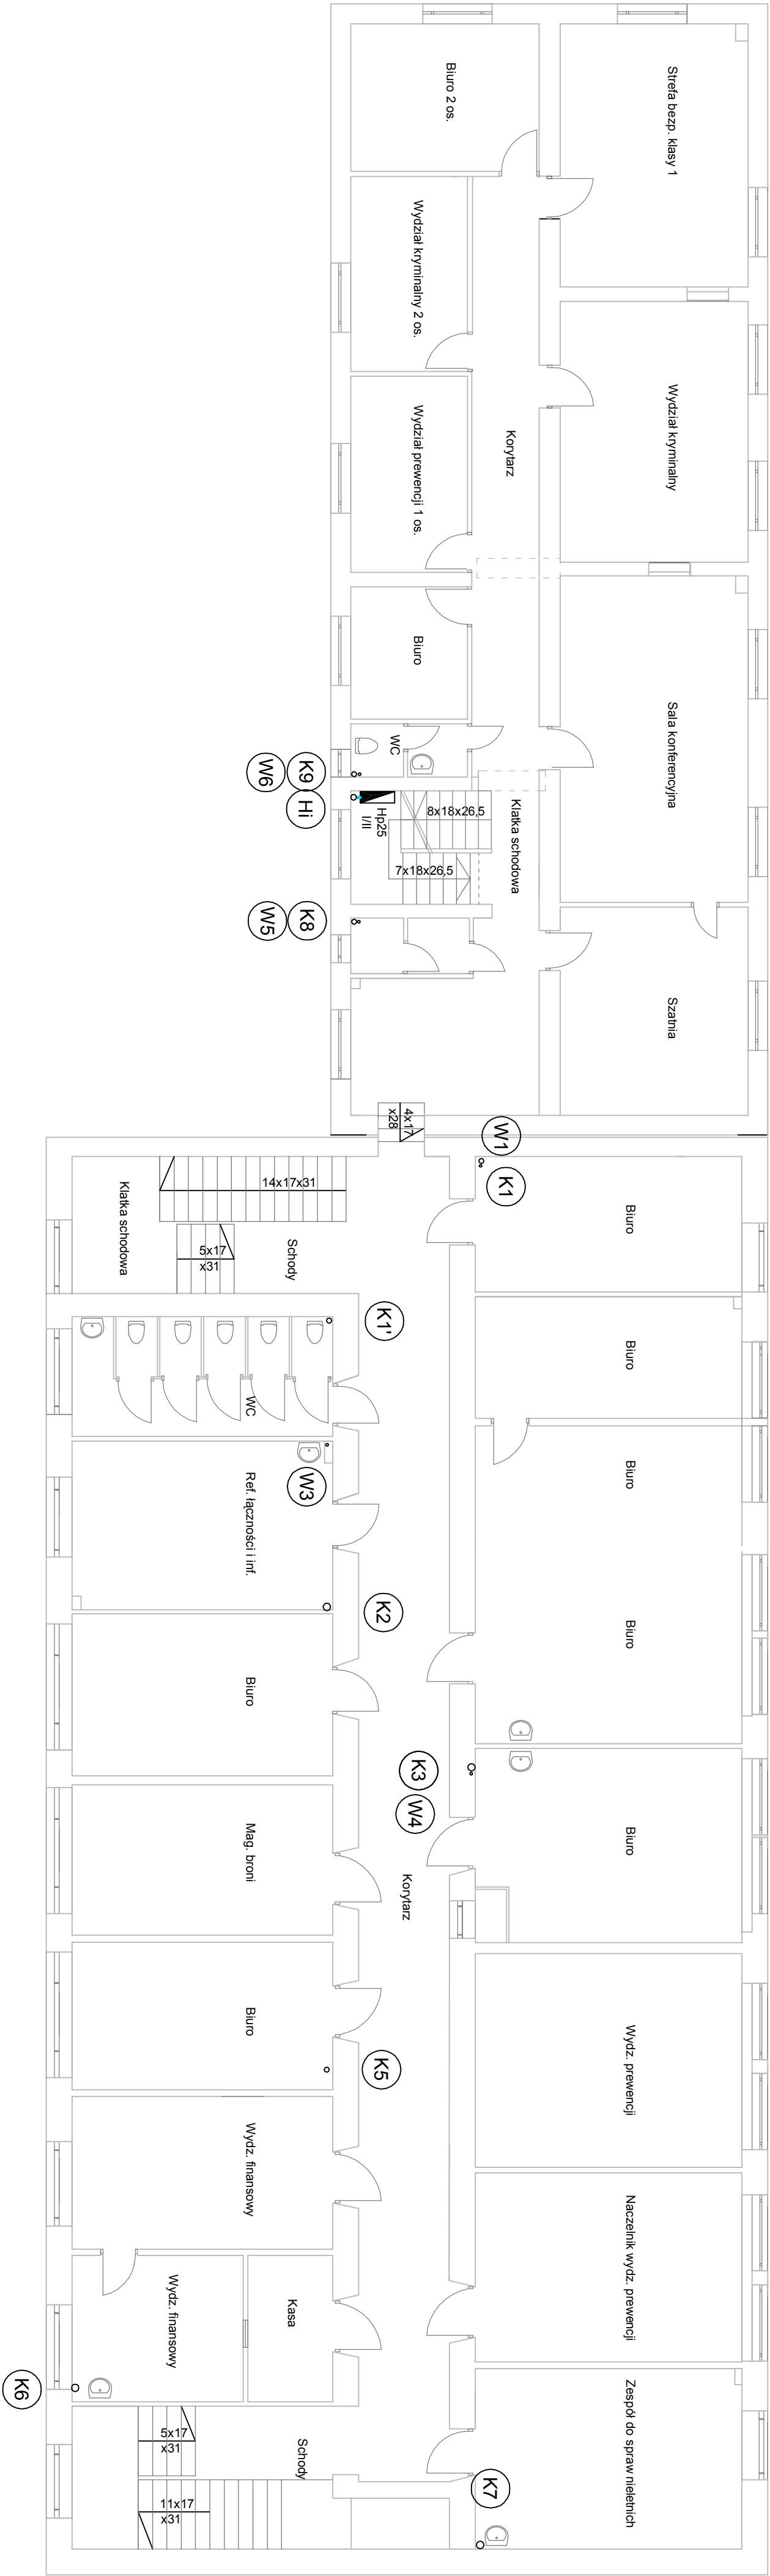 Strefa bezp. klasy 1
Biuro 2 os.
Wydział kryminalny 2 os.
Wydział kryminalny
Korytarz
Wydział prewencji 1 os.
Biuro
Sala konferencyjna
WC
K9
W6
Hi
Hp25
I/II
8x18x26,5
7x18x26,5
Klatka schodowa
K8
W5
Szatnia
4x17
x28
W1
K1
Biuro
14x17x31
Klatka schodowa
5x17
x31
Schody
K1'
Biuro
WC
Biuro
W3
Ref. łączności i inf.
K2
Biuro
Biuro
K3
W4
Biuro
Mag. broni
Korytarz
Biuro
K5
Wydz. prewencji
Wydz. finansowy
Naczelnik wydz. prewencji
Wydz. finansowy
Kasa
K6
Zespół do spraw nieletnich
5x17
x31
Schody
11x17
x31
K7